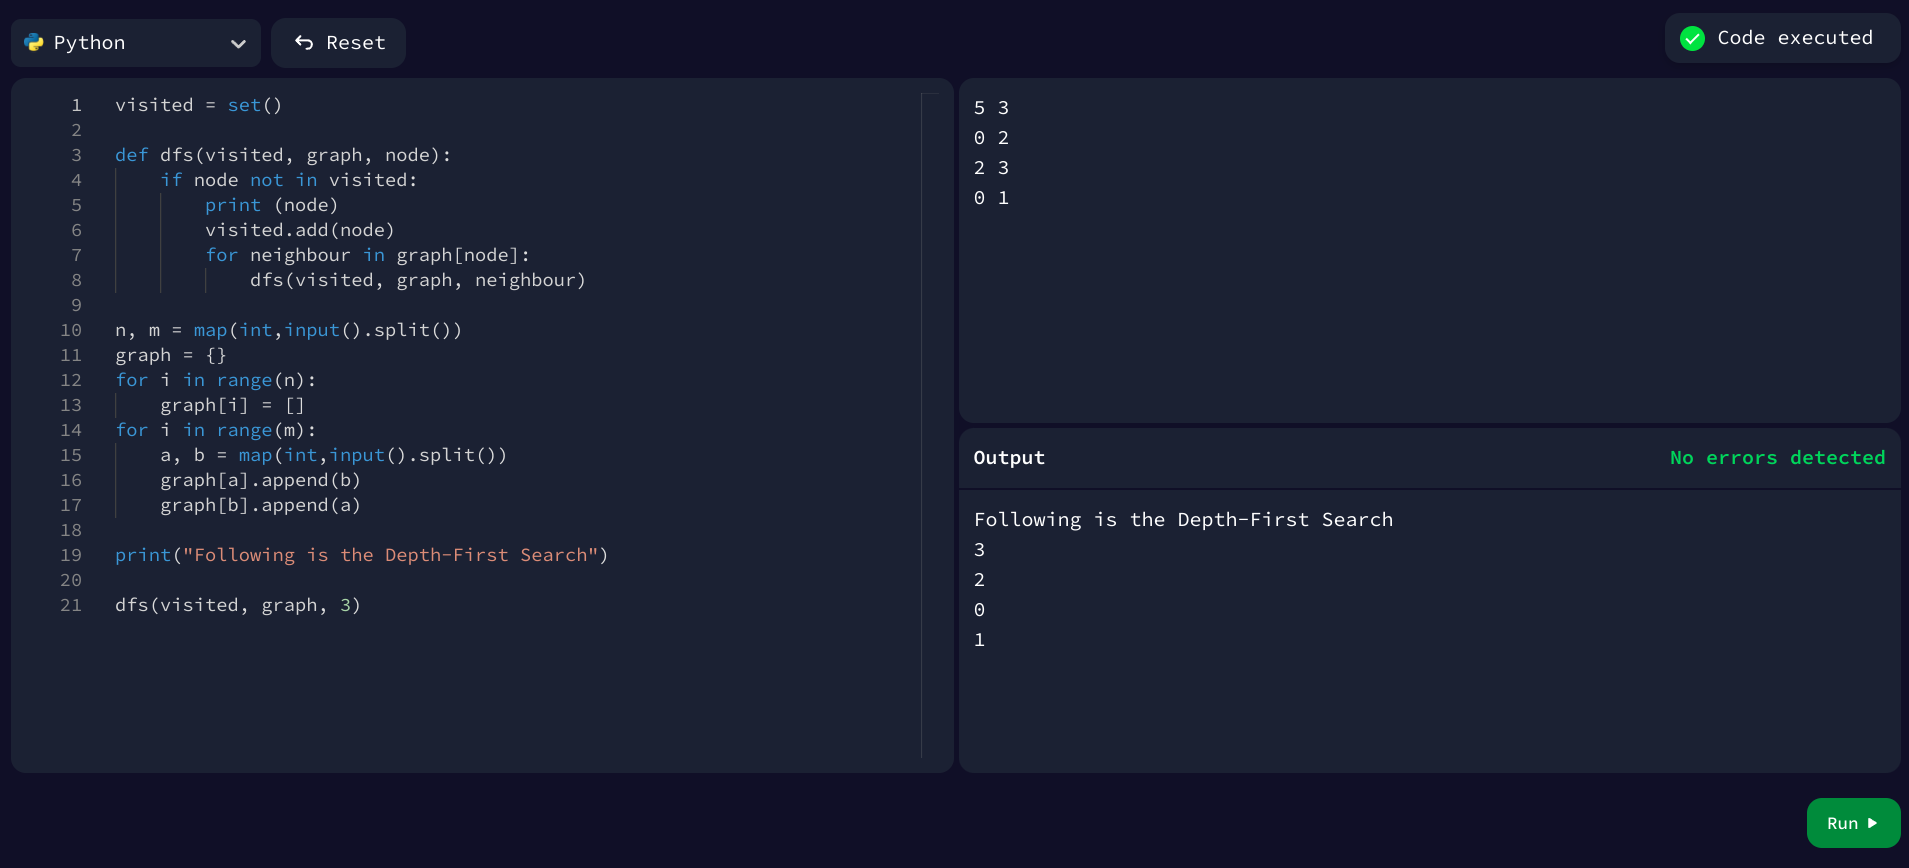 Python
Reset
Code executed
1 visited = set()
2
3 def dfs(visited, graph, node):
4     if node not in visited:
5         print (node)
6         visited.add(node)
7         for neighbour in graph[node]:
8             dfs(visited, graph, neighbour)
9
10 n, m = map(int,input().split())
11 graph = {}
12 for i in range(n):
13     graph[i] = []
14 for i in range(m):
15     a, b = map(int,input().split())
16     graph[a].append(b)
17     graph[b].append(a)
18
19 print("Following is the Depth-First Search")
20
21 dfs(visited, graph, 3)
5 3
0 2
2 3
0 1
Output
No errors detected
Following is the Depth-First Search
3
2
0
1
Run